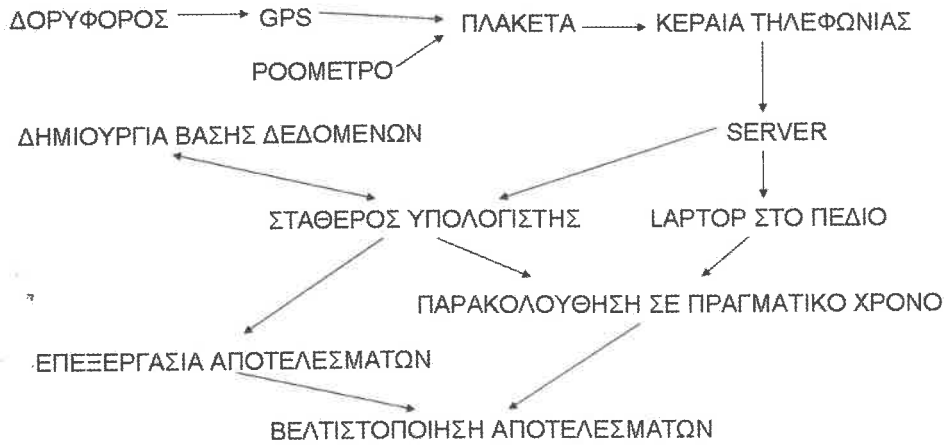 ΔΟΡΥΦΟΡΟΣ GPS ΠΛΑΚΕΤΑ ΚΕΡΑΙΑ ΤΗΛΕΦΩΝΙΑΣ
ΡΟΟΜΕΤΡΟ
ΔΗΜΙΟΥΡΓΙΑ ΒΑΣΗΣ ΔΕΔΟΜΕΝΩΝ SERVER
ΣΤΑΘΕΡΟΣ ΥΠΟΛΟΓΙΣΤΗΣ LAPTOP ΣΤΟ ΠΕΔΙΟ
ΠΑΡΑΚΟΛΟΥΘΗΣΗ ΣΕ ΠΡΑΓΜΑΤΙΚΟ ΧΡΟΝΟ
ΕΠΕΞΕΡΓΑΣΙΑ ΑΠΟΤΕΛΕΣΜΑΤΩΝ
ΒΕΛΤΙΣΤΟΠΟΙΗΣΗ ΑΠΟΤΕΛΕΣΜΑΤΩΝ